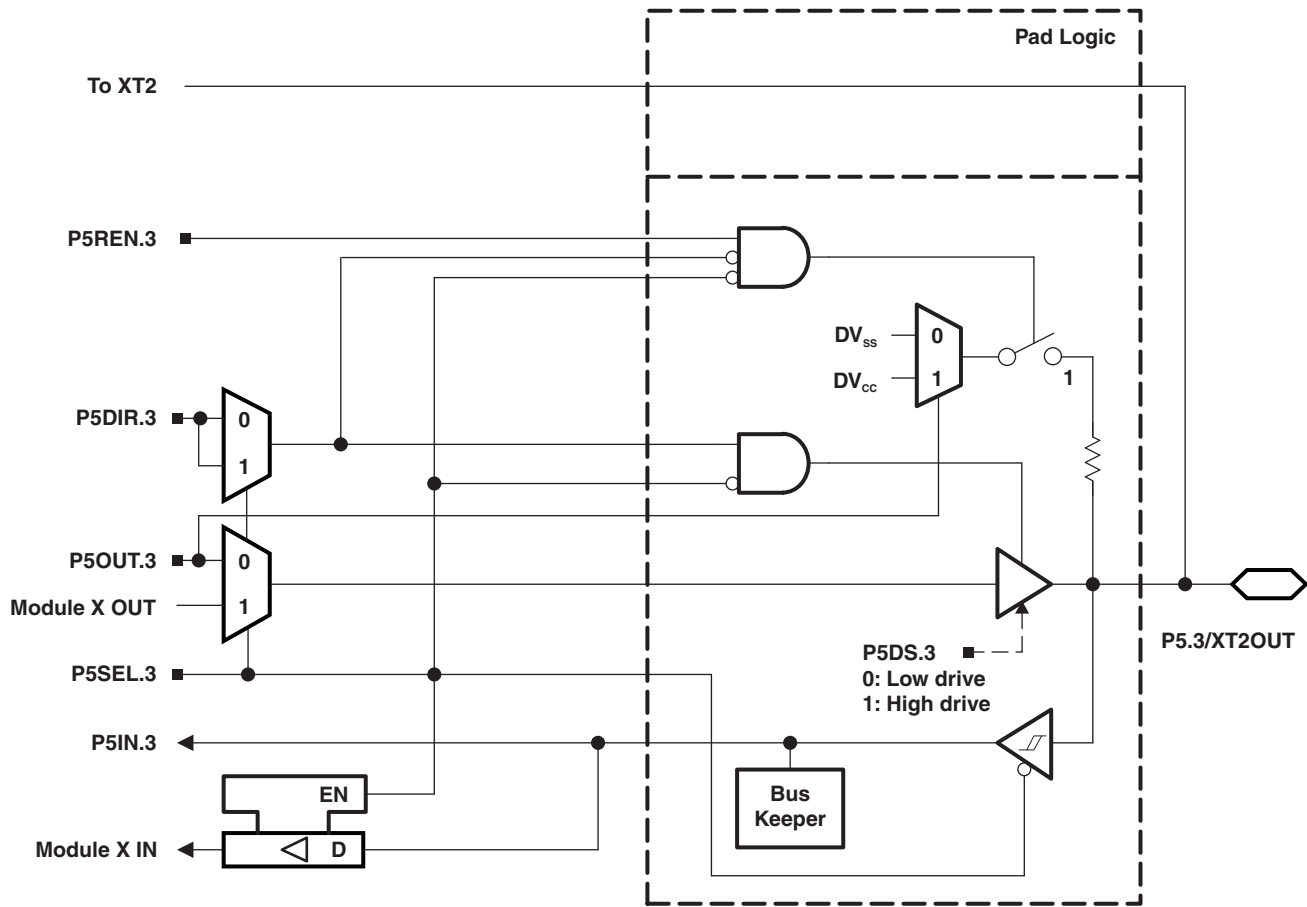 Pad Logic
To XT2
P5REN.3
DVSS
0
DVCC
1
1
P5DIR.3
0
1
P5OUT.3
0
Module X OUT
1
P5.3/XT2OUT
P5DS.3
0: Low drive
1: High drive
P5SEL.3
P5IN.3
EN
Bus
Keeper
Module X IN
D